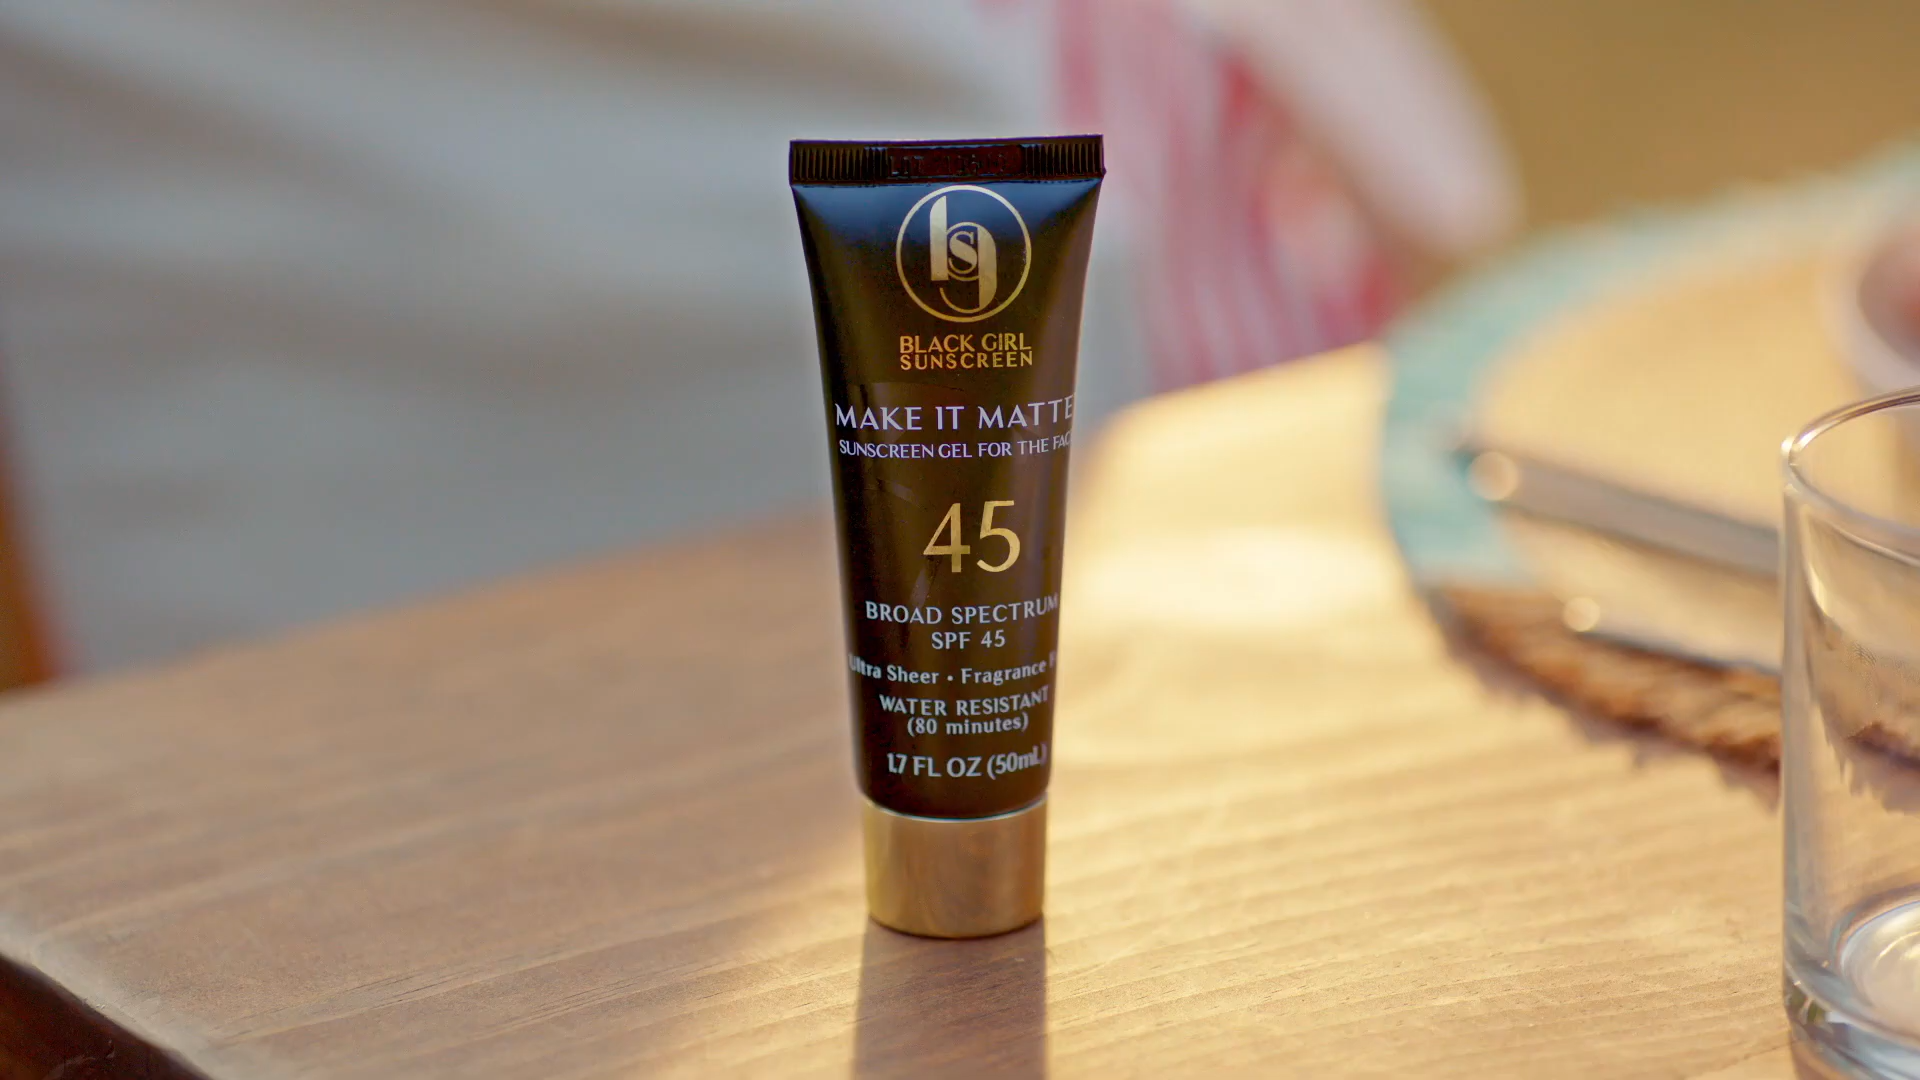 bsg
BLACK GIRL
SUNSCREEN
MAKE IT MATTE
SUNSCREEN GEL FOR THE FAC
45
BROAD SPECTRUM
SPF 45
Ultra Sheer • Fragrance
WATER RESISTANT
(80 minutes)
1.7 FL OZ (50mL)